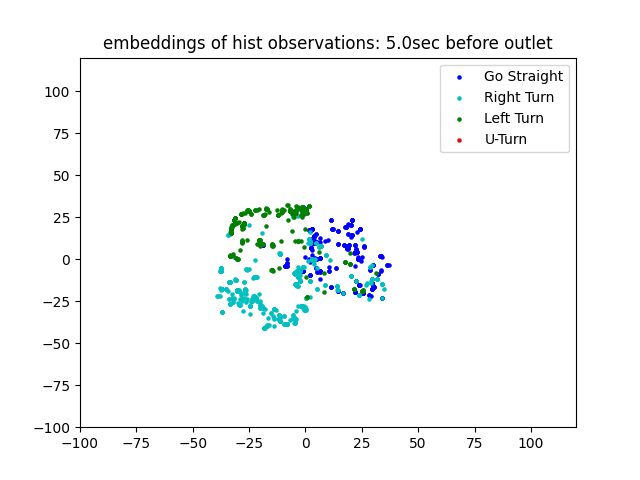 embeddings of hist observations: 5.0sec before outlet
Go Straight
Right Turn
Left Turn
U-Turn
100
75
50
25
0
−25
−50
−75
−100
−100 −75 −50 −25 0 25 50 75 100